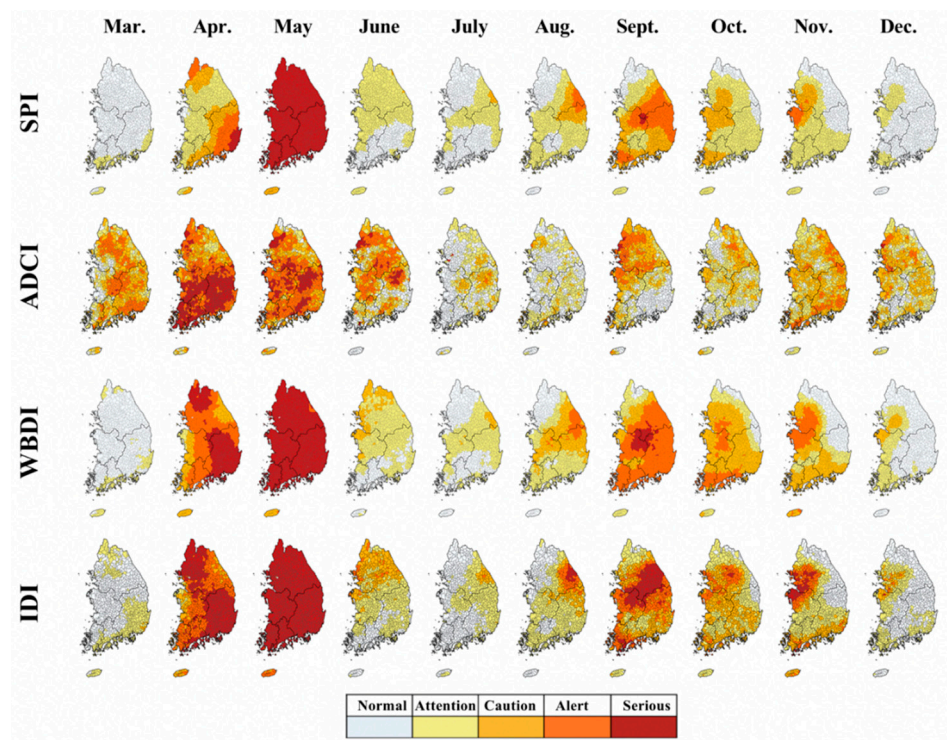 Mar. Apr. May June July Aug. Sept. Oct. Nov. Dec.
SPI
ADCI
WBDI
IDI
Normal Attention Caution Alert Serious